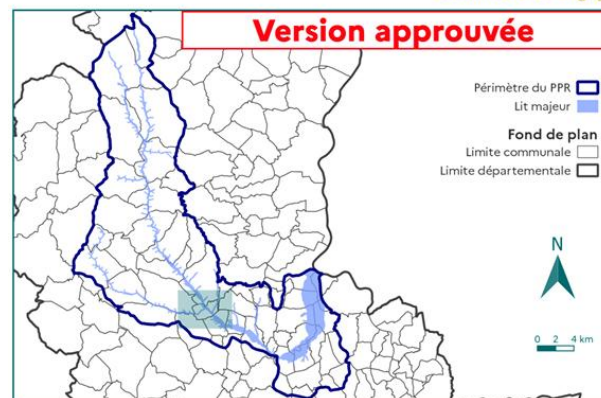 Version approuvée
Périmètre du PPR
Lit majeur
Fond de plan
Limite communale
Limite départementale
N
0 2 4 km